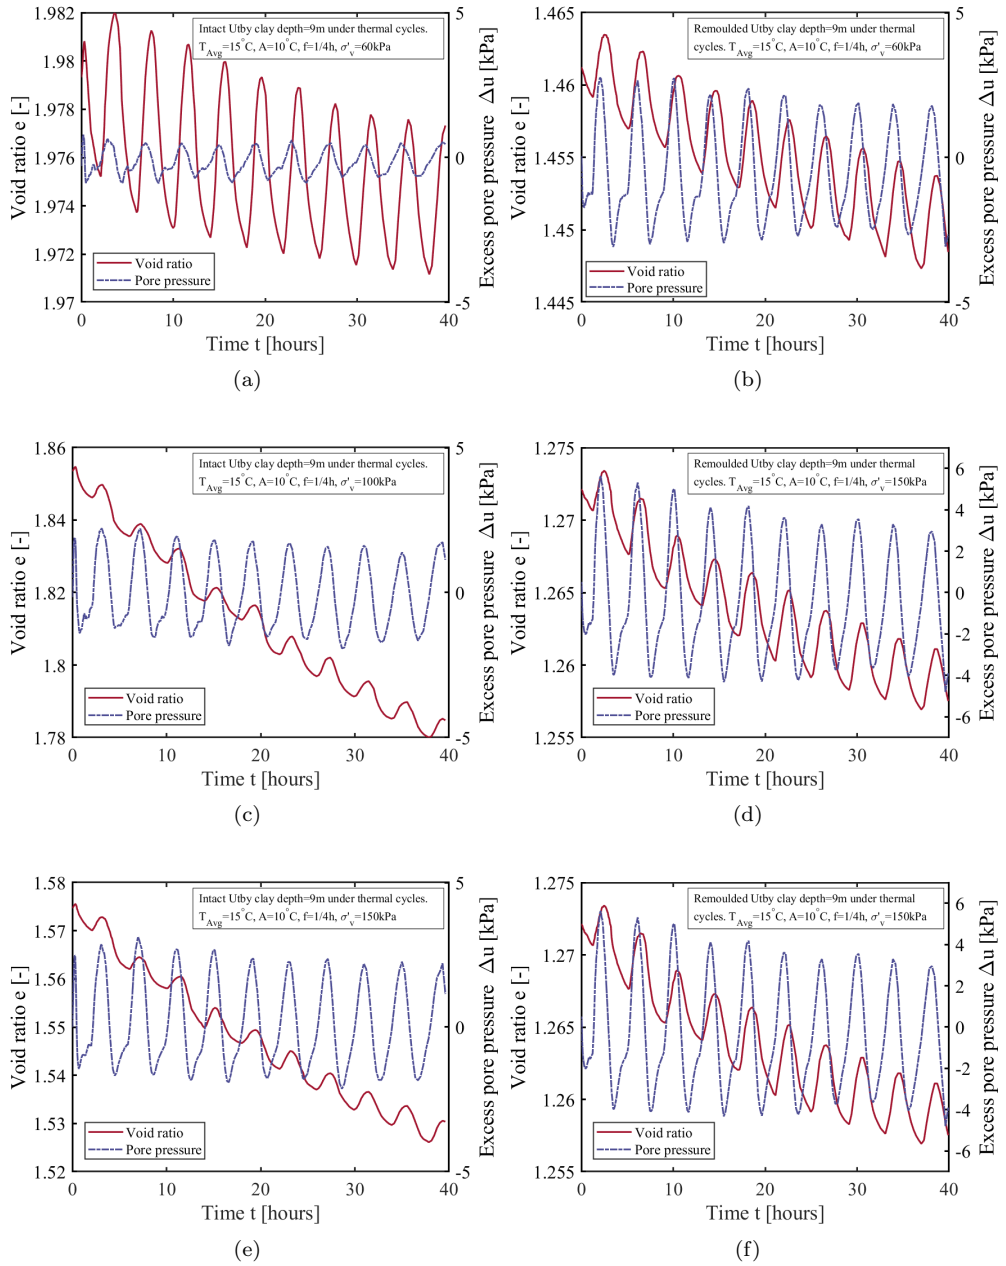 1.982
1.98
1.978
1.976
1.974
1.972
1.97
Void ratio e [-]
5
0
-5
Excess pore pressure Δu [kPa]
Intact Utby clay depth=9m under thermal cycles.
T_Avg=15°C, A=10°C, f=1/4h, σ'_v=60kPa
Void ratio
Pore pressure
0 10 20 30 40
Time t [hours]
(a)
1.465
1.46
1.455
1.45
1.445
Void ratio e [-]
5
0
-5
Excess pore pressure Δu [kPa]
Remoulded Utby clay depth=9m under thermal
cycles. T_Avg=15°C, A=10°C, f=1/4h, σ'_v=60kPa
Void ratio
Pore pressure
0 10 20 30 40
Time t [hours]
(b)
1.86
1.84
1.82
1.8
1.78
Void ratio e [-]
5
0
-5
Excess pore pressure Δu [kPa]
Intact Utby clay depth=9m under thermal cycles.
T_Avg=15°C, A=10°C, f=1/4h, σ'_v=100kPa
Void ratio
Pore pressure
0 10 20 30 40
Time t [hours]
(c)
1.275
1.27
1.265
1.26
1.255
Void ratio e [-]
6
4
2
0
-2
-4
-6
Excess pore pressure Δu [kPa]
Remoulded Utby clay depth=9m under thermal
cycles. T_Avg=15°C, A=10°C, f=1/4h, σ'_v=150kPa
Void ratio
Pore pressure
0 10 20 30 40
Time t [hours]
(d)
1.58
1.57
1.56
1.55
1.54
1.53
1.52
Void ratio e [-]
5
0
-5
Excess pore pressure Δu [kPa]
Intact Utby clay depth=9m under thermal cycles.
T_Avg=15°C, A=10°C, f=1/4h, σ'_v=150kPa
Void ratio
Pore pressure
0 10 20 30 40
Time t [hours]
(e)
1.275
1.27
1.265
1.26
1.255
Void ratio e [-]
6
4
2
0
-2
-4
-6
Excess pore pressure Δu [kPa]
Remoulded Utby clay depth=9m under thermal
cycles. T_Avg=15°C, A=10°C, f=1/4h, σ'_v=150kPa
Void ratio
Pore pressure
0 10 20 30 40
Time t [hours]
(f)